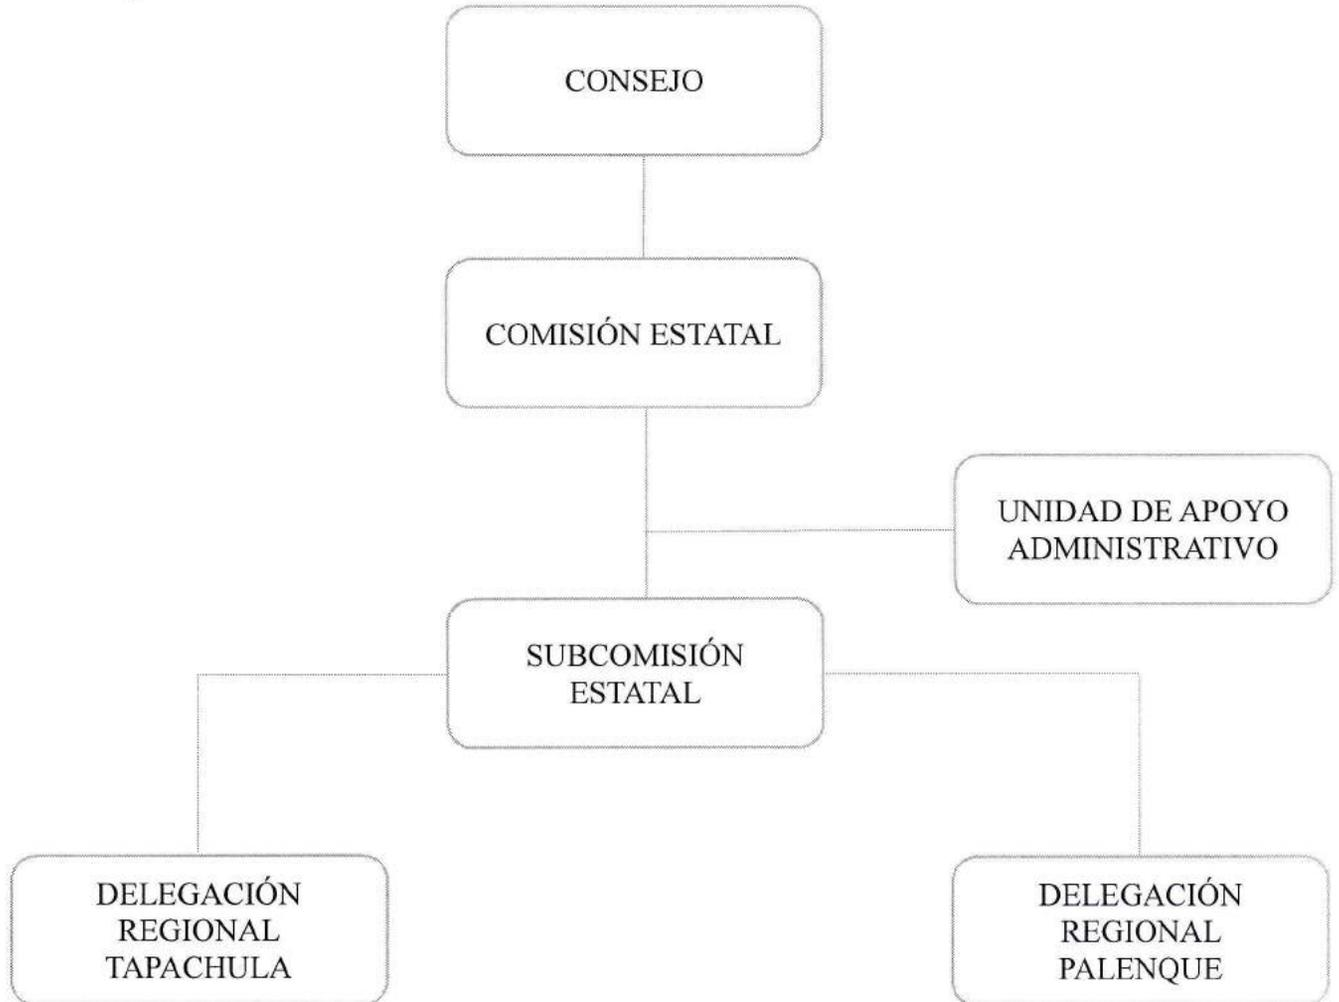 CONSEJO
COMISIÓN ESTATAL
UNIDAD DE APOYO
ADMINISTRATIVO
SUBCOMISIÓN
ESTATAL
DELEGACIÓN
REGIONAL
TAPACHULA
DELEGACIÓN
REGIONAL
PALENQUE